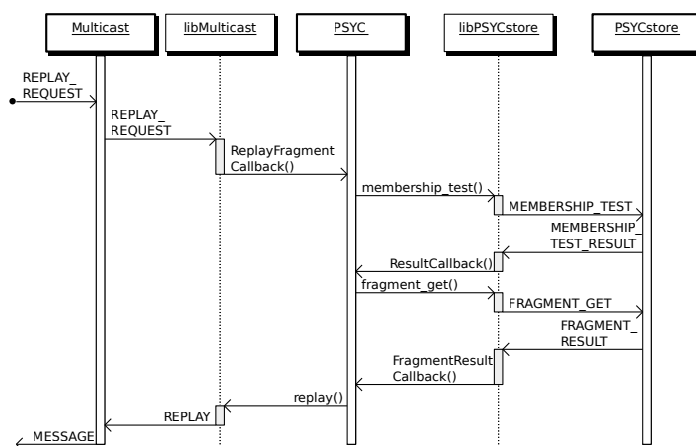 Multicast
libMulticast
PSYC
libPSYCstore
PSYCstore
REPLAY_
REQUEST
REPLAY_
REQUEST
ReplayFragment
Callback()
membership_test()
MEMBERSHIP_TEST
MEMBERSHIP_
TEST_RESULT
ResultCallback()
fragment_get()
FRAGMENT_GET
FRAGMENT_
RESULT
FragmentResult
Callback()
replay()
REPLAY
MESSAGE